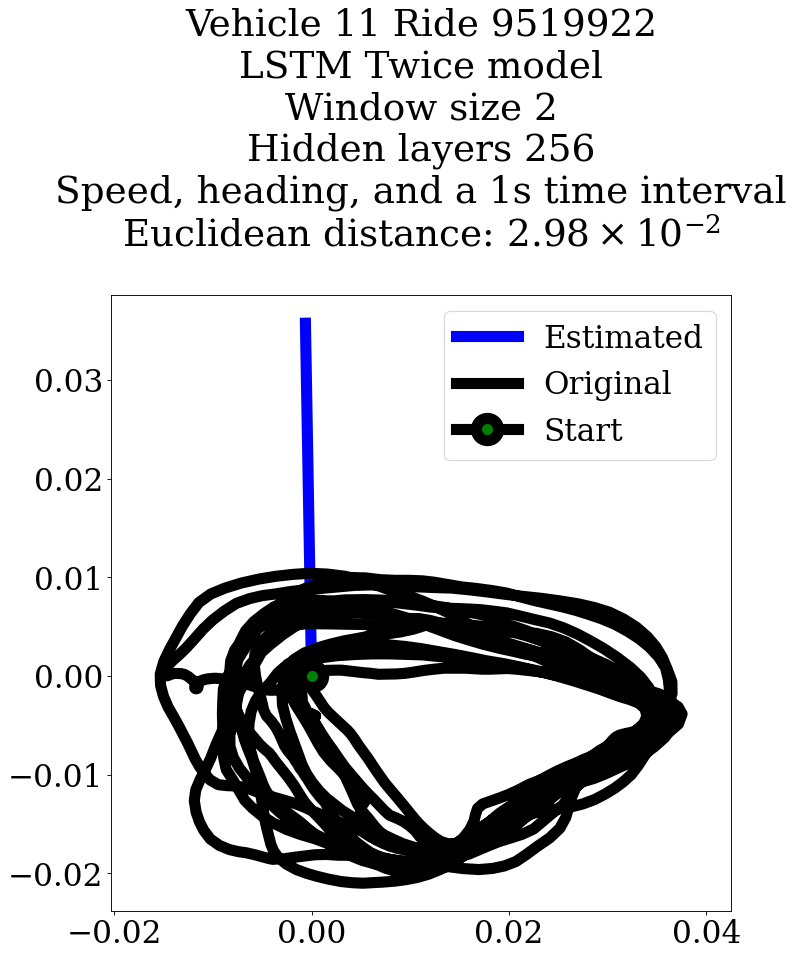 Vehicle 11 Ride 9519922
LSTM Twice model
Window size 2
Hidden layers 256
Speed, heading, and a 1s time interval
Euclidean distance: 2.98 × 10⁻²
Estimated
Original
Start
0.03
0.02
0.01
0.00
−0.01
−0.02
−0.02 0.00 0.02 0.04